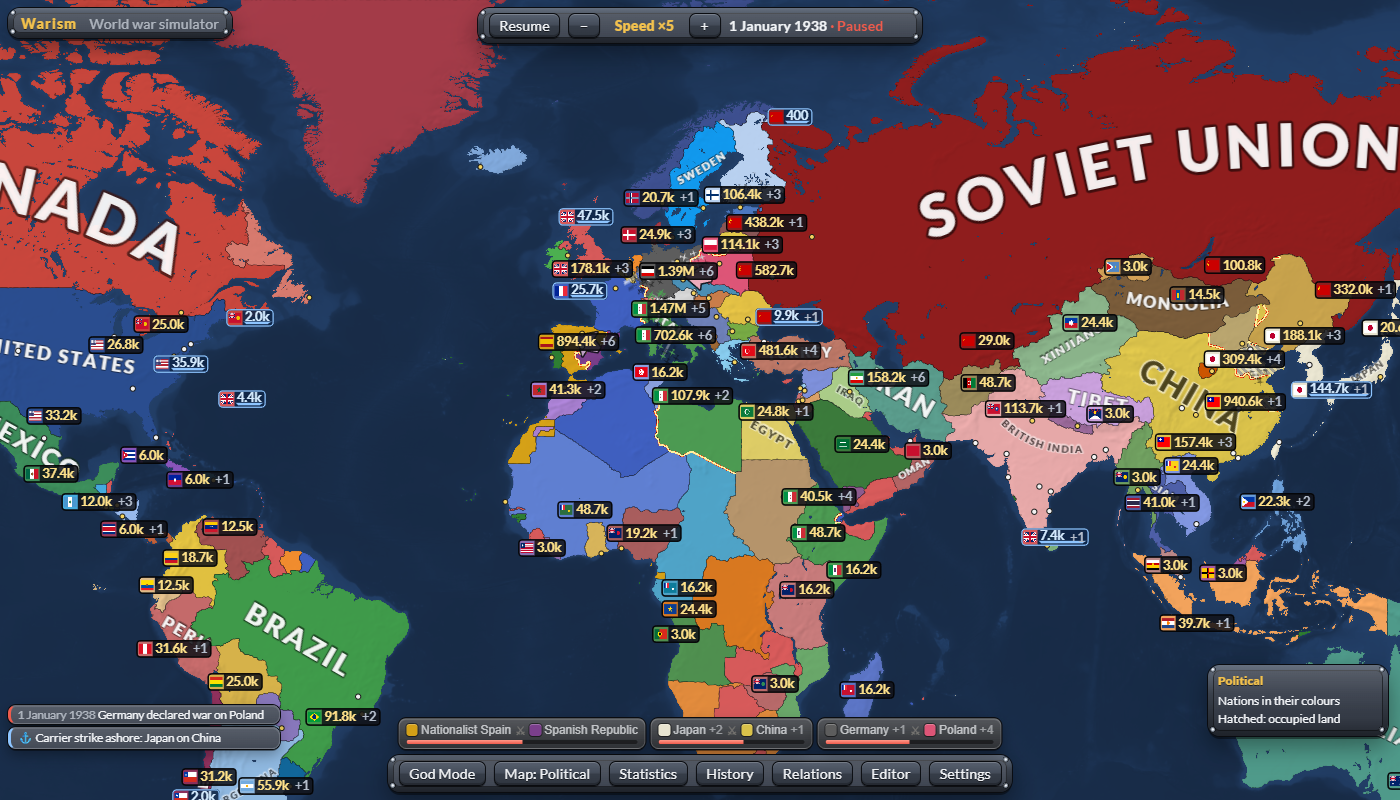 Warism World war simulator
Resume − Speed ×5 + 1 January 1938 · Paused
NADA
SOVIET UNION
400
SWEDEN
20.7k +1
106.4k +3
47.5k
438.2k +1
24.9k +3
114.1k +3
178.1k +3
1.39M +6
582.7k
3.0k
100.8k
25.7k
14.5k
MONGOLIA
332.0k +1
2.0k
1.47M +5
9.9k +1
25.0k
24.4k
26.8k
702.6k +6
188.1k +3
894.4k +6
29.0k
XINJIANG
UNITED STATES
35.9k
481.6k +4
309.4k +4
16.2k
158.2k +6
CHINA
4.4k
41.3k +2
107.9k +2
48.7k
144.7k +1
IRAN
IRAQ
TIBET
940.6k +1
33.2k
24.8k +1
113.7k +1
3.0k
MEXICO
EGYPT
BRITISH INDIA
6.0k
24.4k
3.0k
157.4k +3
37.4k
6.0k +1
OMAN
24.4k
3.0k
12.0k +3
40.5k +4
41.0k +1
22.3k +2
48.7k
6.0k +1
12.5k
19.2k +1
48.7k
7.4k +1
3.0k
18.7k
16.2k
3.0k
3.0k
12.5k
16.2k
16.2k
24.4k
BRAZIL
39.7k +1
PERU
3.0k
31.6k +1
25.0k
3.0k
16.2k
Political
Nations in their colours
Hatched: occupied land
1 January 1938 Germany declared war on Poland
91.8k +2
Carrier strike ashore: Japan on China
Nationalist Spain Spanish Republic
Japan +2 China +1
Germany +1 Poland +4
31.2k
55.9k +1
2.0k
God Mode Map: Political Statistics History Relations Editor Settings